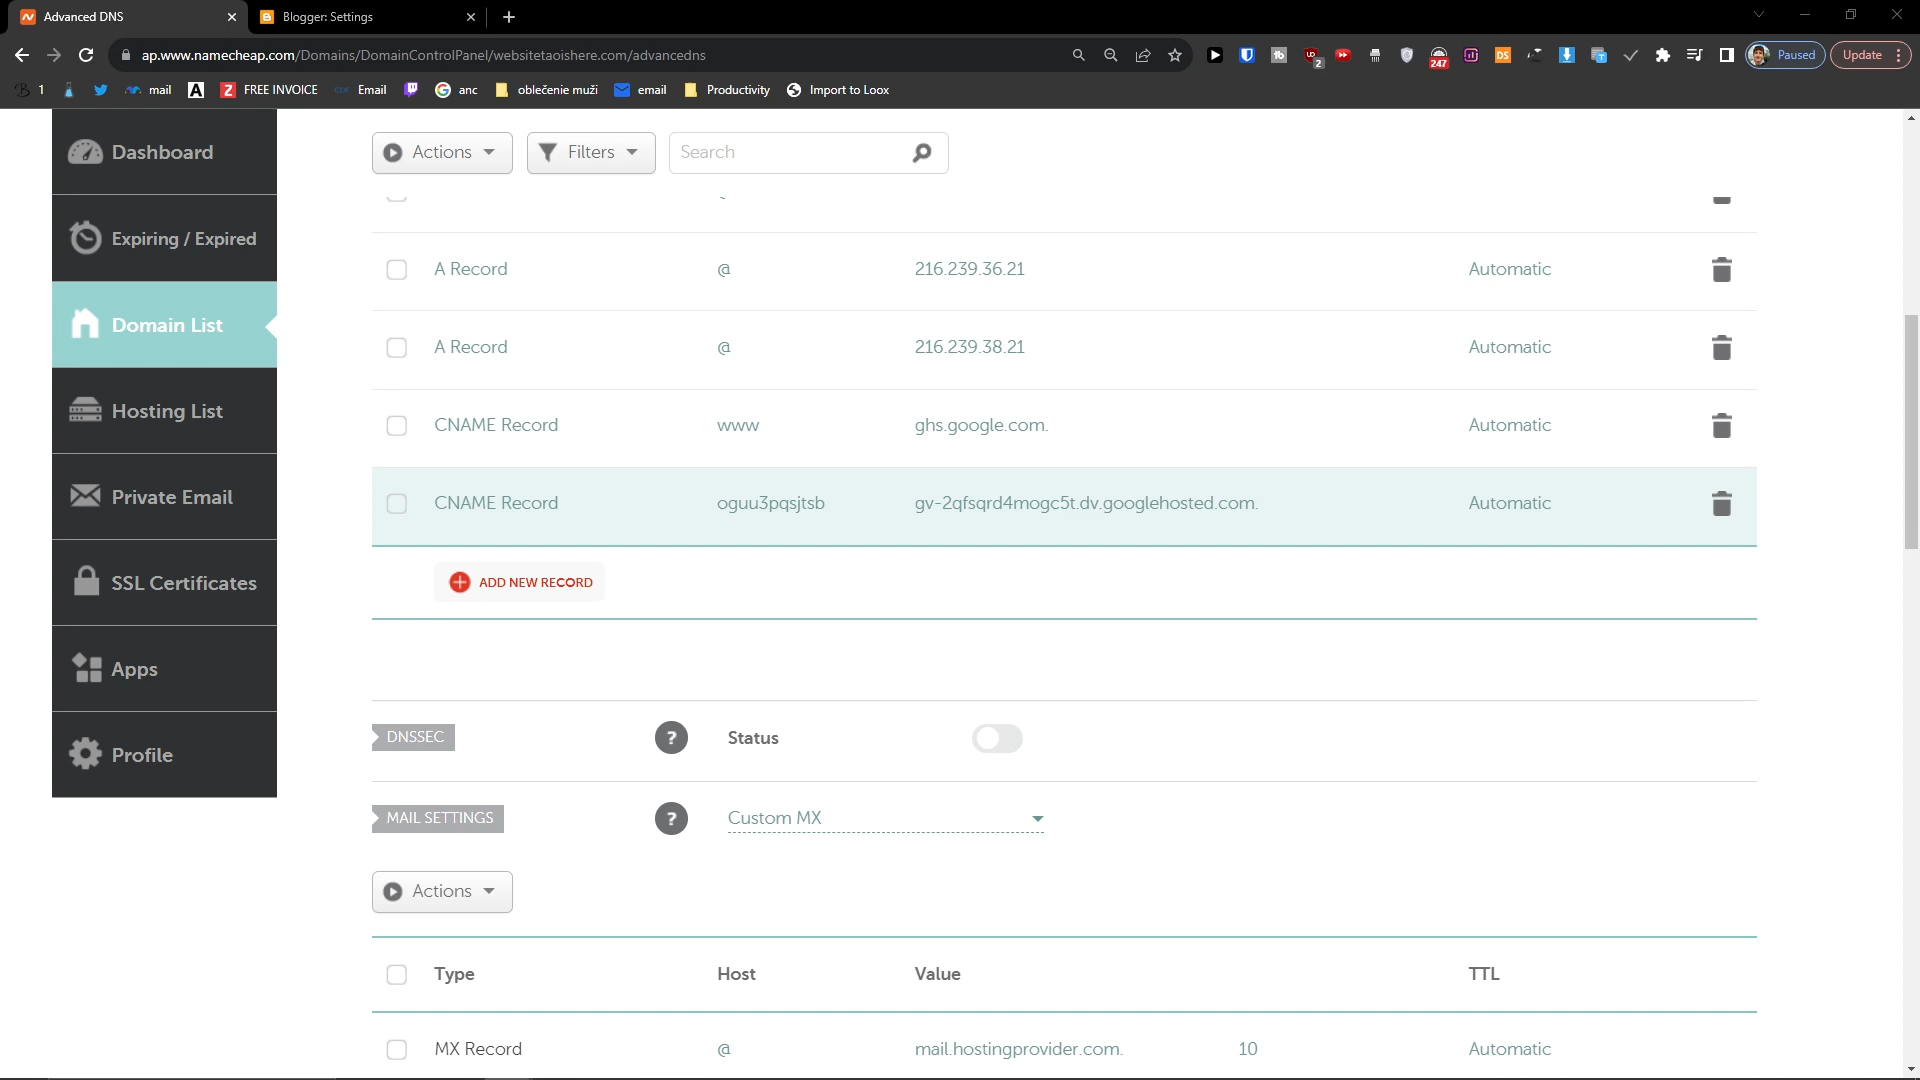 Advanced DNS
Blogger: Settings
ap.www.namecheap.com/Domains/DomainControlPanel/websitetaoishere.com/advancedns
2
247
DS
Paused
Update
1
mail
A
Z FREE INVOICE
Email
anc
oblečenie muži
email
Productivity
Import to Loox
Dashboard
Expiring / Expired
Domain List
Hosting List
Private Email
SSL Certificates
Apps
Profile
Actions
Filters
Search
A Record @ 216.239.36.21 Automatic
A Record @ 216.239.38.21 Automatic
CNAME Record www ghs.google.com. Automatic
CNAME Record oguu3pqsjtsb gv-2qfsqrd4mogc5t.dv.googlehosted.com. Automatic
ADD NEW RECORD
DNSSEC ? Status
MAIL SETTINGS ? Custom MX
Actions
Type Host Value TTL
MX Record @ mail.hostingprovider.com. 10 Automatic